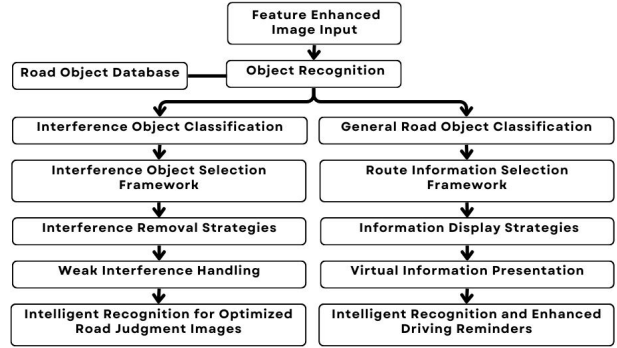 Feature Enhanced
Image Input
Road Object Database
Object Recognition
Interference Object Classification
General Road Object Classification
Interference Object Selection
Framework
Route Information Selection
Framework
Interference Removal Strategies
Information Display Strategies
Weak Interference Handling
Virtual Information Presentation
Intelligent Recognition for Optimized
Road Judgment Images
Intelligent Recognition and Enhanced
Driving Reminders